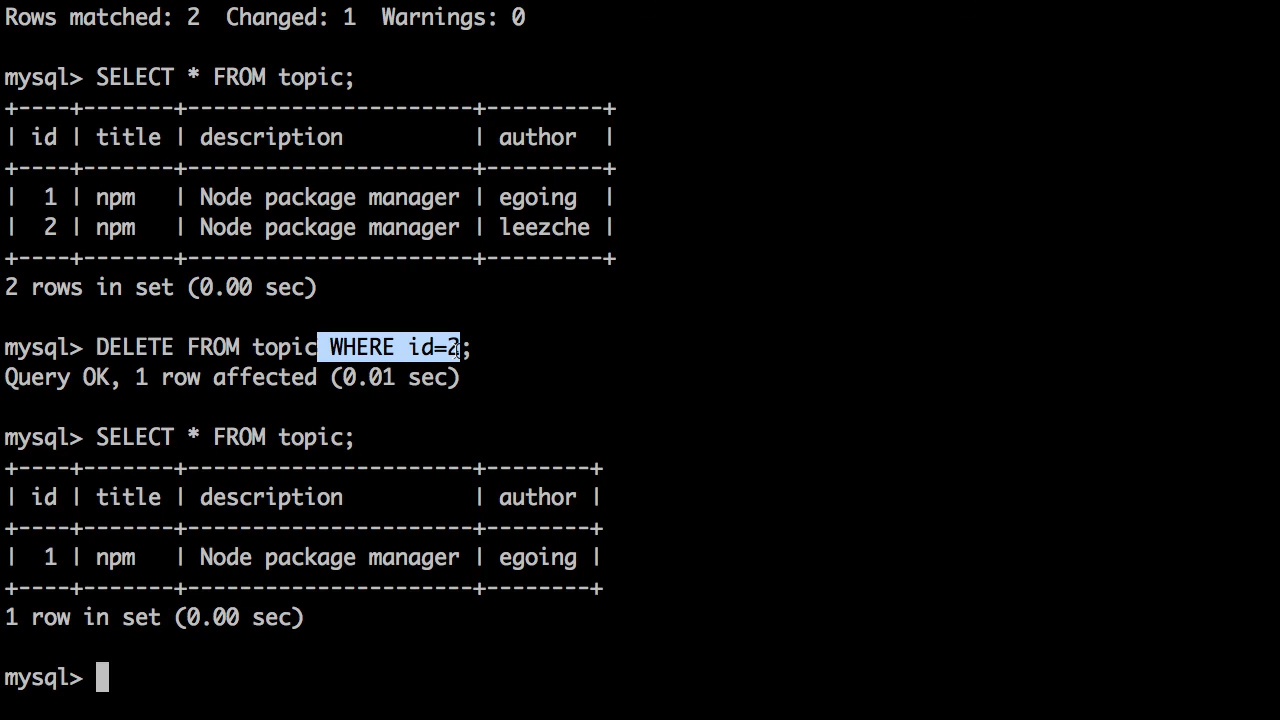 Rows matched: 2  Changed: 1  Warnings: 0
mysql> SELECT * FROM topic;
+----+-------+----------------------+---------+
| id | title | description          | author  |
+----+-------+----------------------+---------+
|  1 | npm   | Node package manager | egoing  |
|  2 | npm   | Node package manager | leezche |
+----+-------+----------------------+---------+
2 rows in set (0.00 sec)
mysql> DELETE FROM topic WHERE id=2;
Query OK, 1 row affected (0.01 sec)
mysql> SELECT * FROM topic;
+----+-------+----------------------+--------+
| id | title | description          | author |
+----+-------+----------------------+--------+
|  1 | npm   | Node package manager | egoing |
+----+-------+----------------------+--------+
1 row in set (0.00 sec)
mysql>